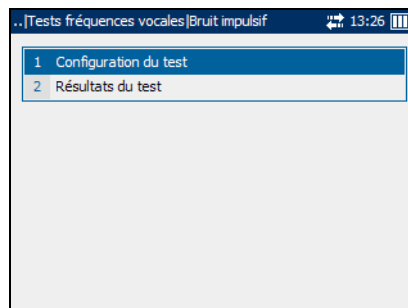 ..|Tests fréquences vocales|Bruit impulsif 13:26
1 Configuration du test
2 Résultats du test